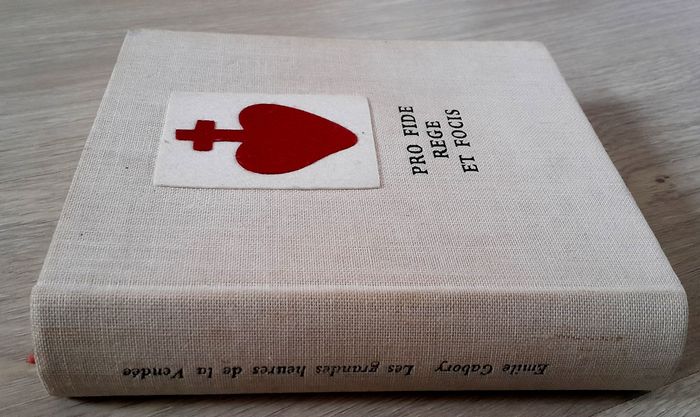 PRO FIDE
REGE
ET FOCIS
Emile Gabory Les grandes heures de la Vendée